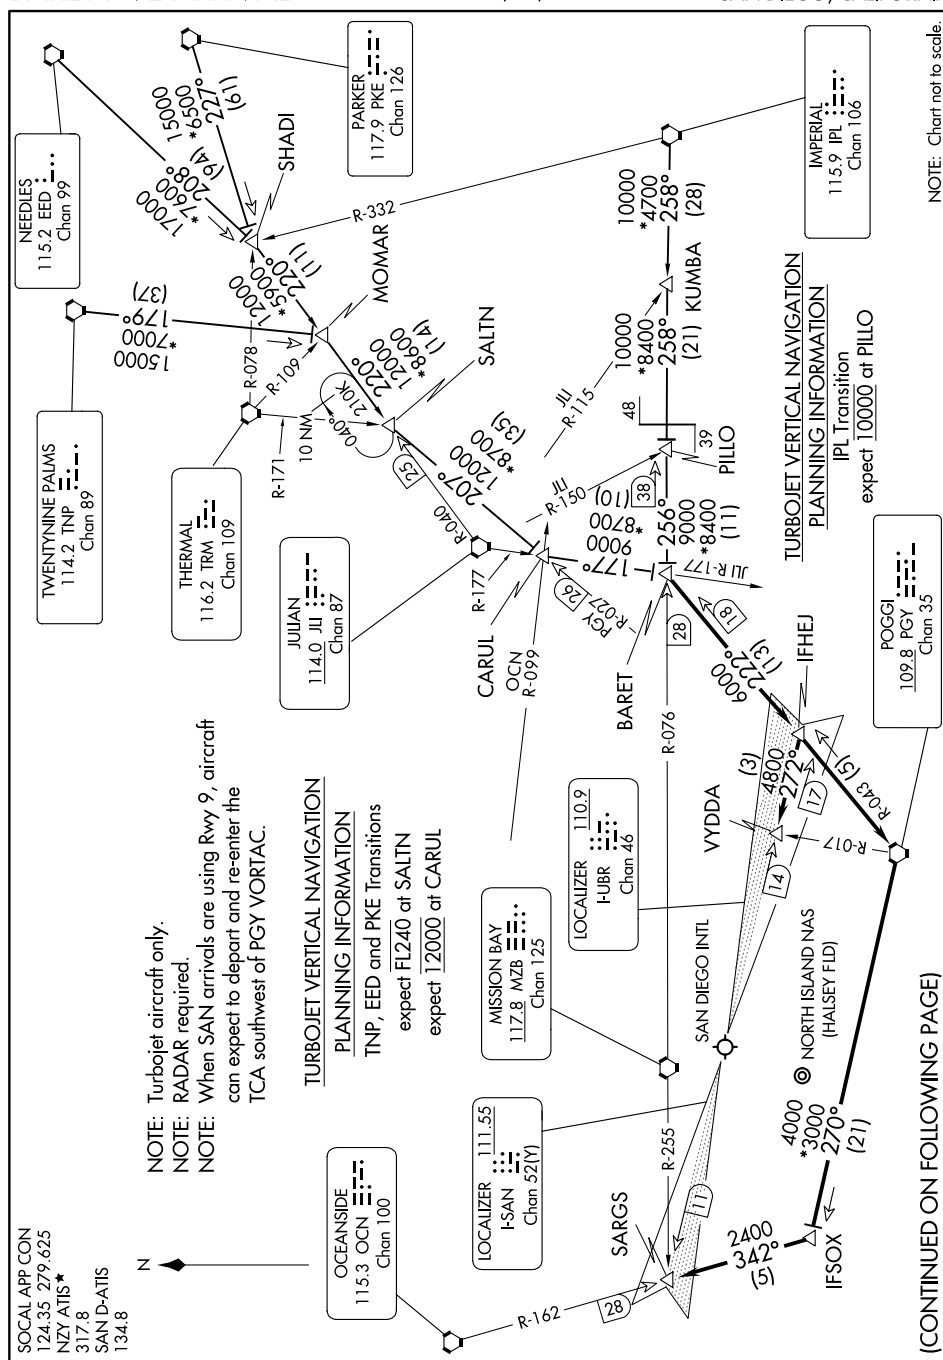 SOCAL APP CON
124.35 279.625
NZY ATIS★
317.8
SAN D-ATIS
134.8
N
NOTE: Turbojet aircraft only.
NOTE: RADAR required.
NOTE: When SAN arrivals are using Rwy 9, aircraft
can expect to depart and re-enter the
TCA southwest of PGY VORTAC.
TURBOJET VERTICAL NAVIGATION
PLANNING INFORMATION
TNP, EED and PKE Transitions
expect FL240 at SALTN
expect 12000 at CARUL
TWENTYNINE PALMS
114.2 TNP
Chan 89
NEEDLES
115.2 EED
Chan 99
PARKER
117.9 PKE
Chan 126
THERMAL
116.2 TRM
Chan 109
JULIAN
114.0 JLI
Chan 87
IMPERIAL
115.9 IPL
Chan 106
POGGI
109.8 PGY
Chan 35
OCEANSIDE
115.3 OCN
Chan 100
MISSION BAY
117.8 MZB
Chan 125
LOCALIZER 111.55
I-SAN
Chan 52(Y)
LOCALIZER 110.9
I-UBR
Chan 46
15000
*7000
179°
(37)
17000
*7600
208°
(94)
15000
*6500
227°
(61)
SHADI
12000
*5900
220°
(11)
R-078
R-109
R-332
MOMAR
220°
12000
*8600
(14)
R-171
10 NM
040°
210K
SALTN
25
R-040
207°
12000
*8700
(35)
R-177
CARUL
OCN
R-099
26
PGY
R-027
177°
9000
*8700
(10)
JLI
R-150
JLI
R-115
10000
*4700
258°
(28)
KUMBA
10000
*8400
258°
(21)
48
39
PILLO
38
256°
9000
*8400
(11)
JLI R-177
BARET
28
R-076
18
6000
222°
(13)
IFHEJ
(3)
4800
272°
17
VYDDA
14
R-017
R-043 (5)
TURBOJET VERTICAL NAVIGATION
PLANNING INFORMATION
IPL Transition
expect 10000 at PILLO
SAN DIEGO INTL
NORTH ISLAND NAS
(HALSEY FLD)
4000
*3000
270°
(21)
IFSOX
2400
342°
(5)
SARGS
R-255
11
R-162
28
NOTE: Chart not to scale.
(CONTINUED ON FOLLOWING PAGE)